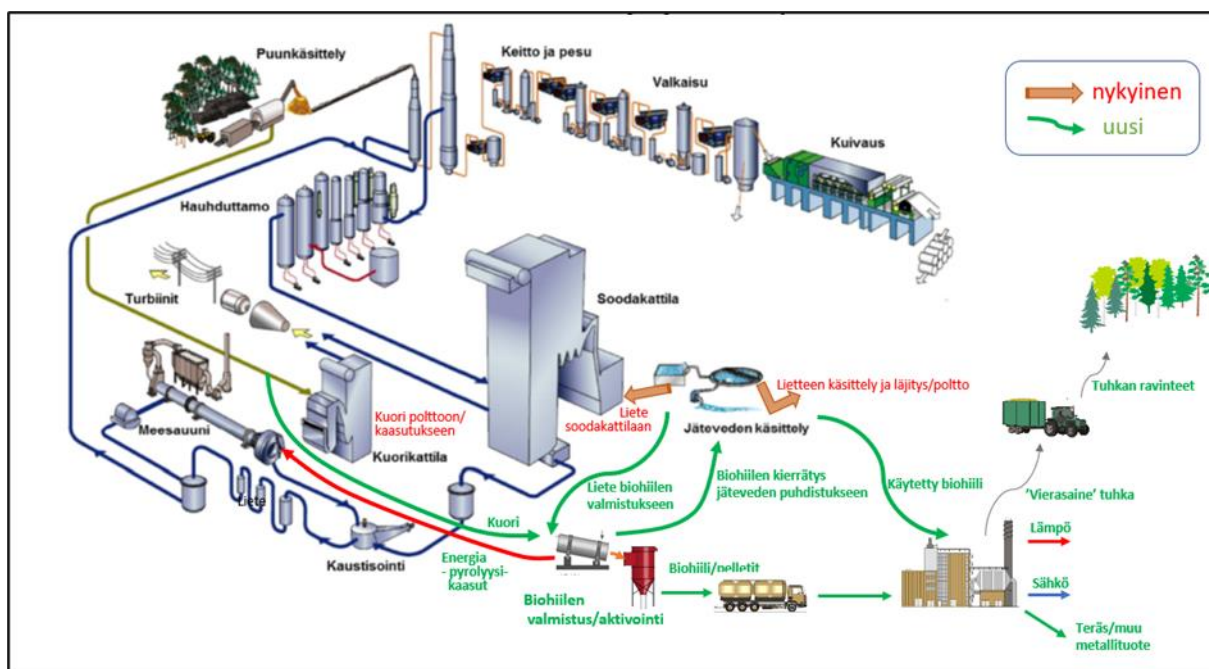 Puunkäsittely
Keitto ja pesu
Valkaisu
Kuivaus
nykyinen
uusi
Hauhduttamo
Turbiinit
Soodakattila
Meesauuni
Kuori polttoon/
kaasutukseen
Kuorikattila
Liete
soodakattilaan
Lietteen käsittely ja läjitys/poltto
Jäteveden käsittely
Tuhkan ravinteet
Liete
Kaustisointi
Kuori
Energia
- pyrolyysi-
kaasut
Liete biohiilen
valmistukseen
Biohiilen kierrätys
jäteveden puhdistukseen
Käytetty biohiili
'Vierasaine' tuhka
Lämpö
Biohiili/pelletit
Sähkö
Biohiilen
valmistus/aktivointi
Teräs/muu
metallituote